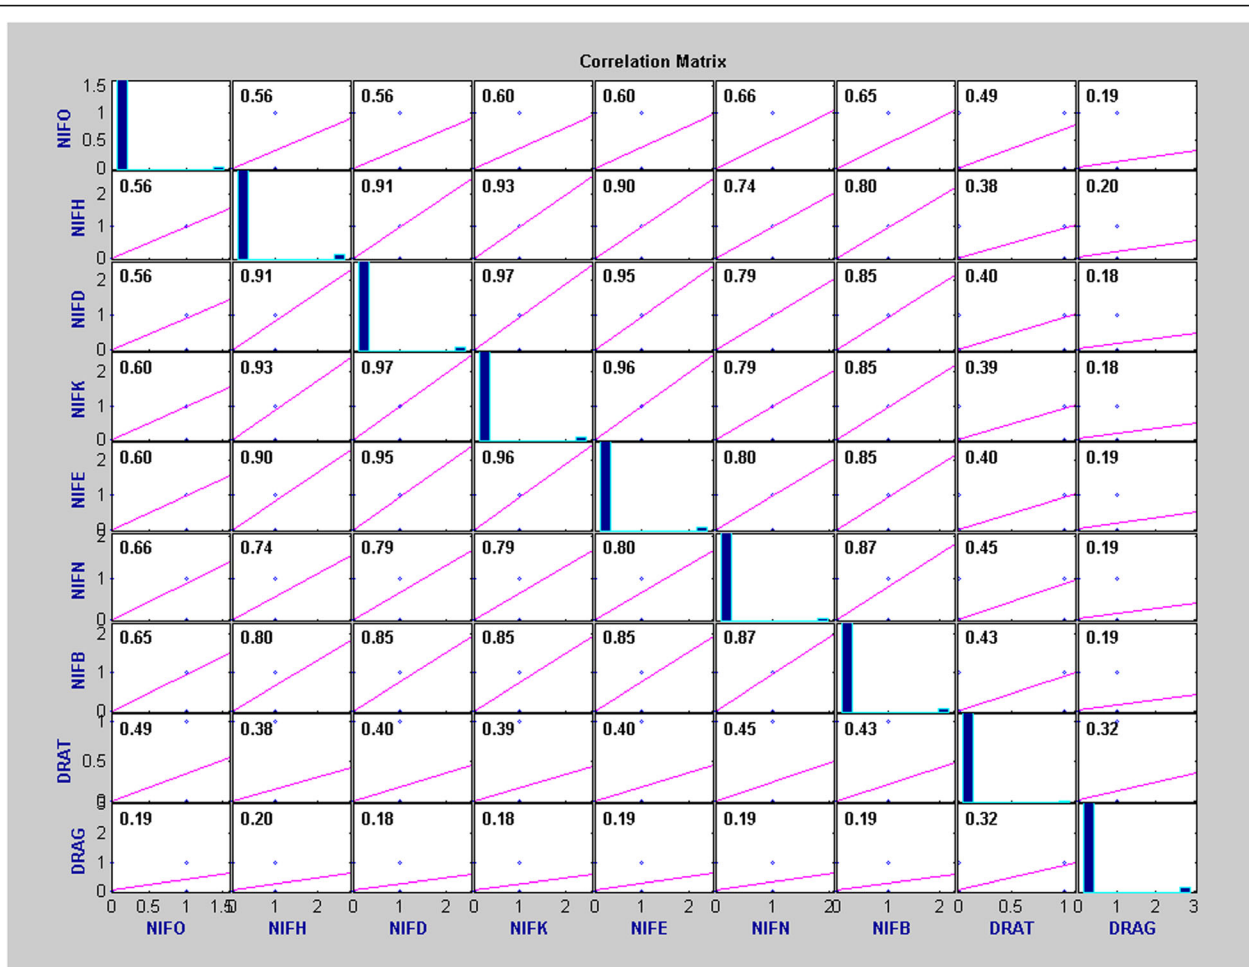 Correlation Matrix
NIFO 1.5 1 0.5 0 0.56 0.56 0.60 0.60 0.66 0.65 0.49 0.19
NIFH 2 1 0 0.56 0.91 0.93 0.90 0.74 0.80 0.38 0.20
NIFD 2 1 0 0.56 0.91 0.97 0.95 0.79 0.85 0.40 0.18
NIFK 2 1 0 0.60 0.93 0.97 0.96 0.79 0.85 0.39 0.18
NIFE 2 1 0 0.60 0.90 0.95 0.96 0.80 0.85 0.40 0.19
NIFN 2 1 0 0.66 0.74 0.79 0.79 0.80 0.87 0.45 0.19
NIFB 2 1 0 0.65 0.80 0.85 0.85 0.85 0.87 0.43 0.19
DRAT 1 0.5 0 0.49 0.38 0.40 0.39 0.40 0.45 0.43 0.32
DRAG 3 2 1 0 0.19 0.20 0.18 0.18 0.19 0.19 0.19 0.32
0 0.5 1 1.5 0 1 2 0 1 2 0 1 2 0 1 2 0 1 2 0 1 2 0 0.5 1 0 1 2 3
NIFO NIFH NIFD NIFK NIFE NIFN NIFB DRAT DRAG